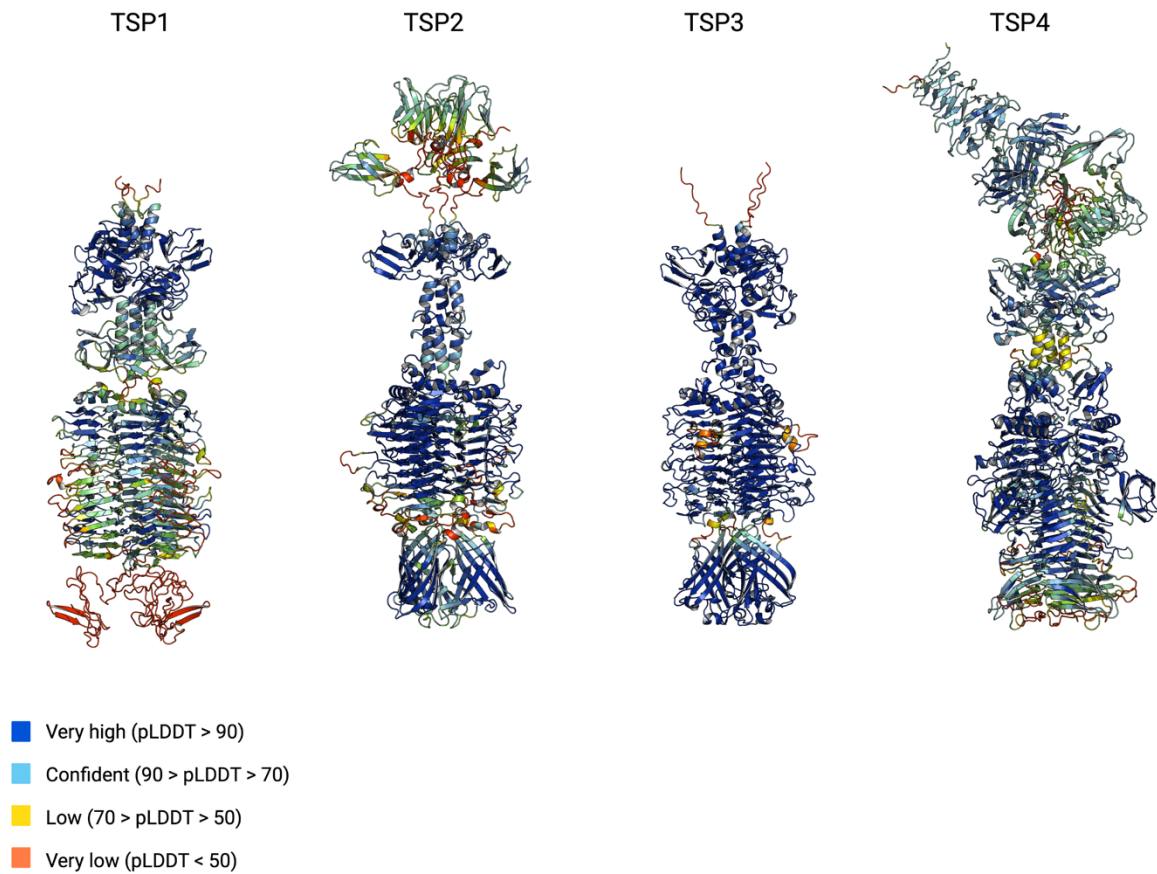 TSP1 TSP2 TSP3 TSP4
Very high (pLDDT > 90)
Confident (90 > pLDDT > 70)
Low (70 > pLDDT > 50)
Very low (pLDDT < 50)